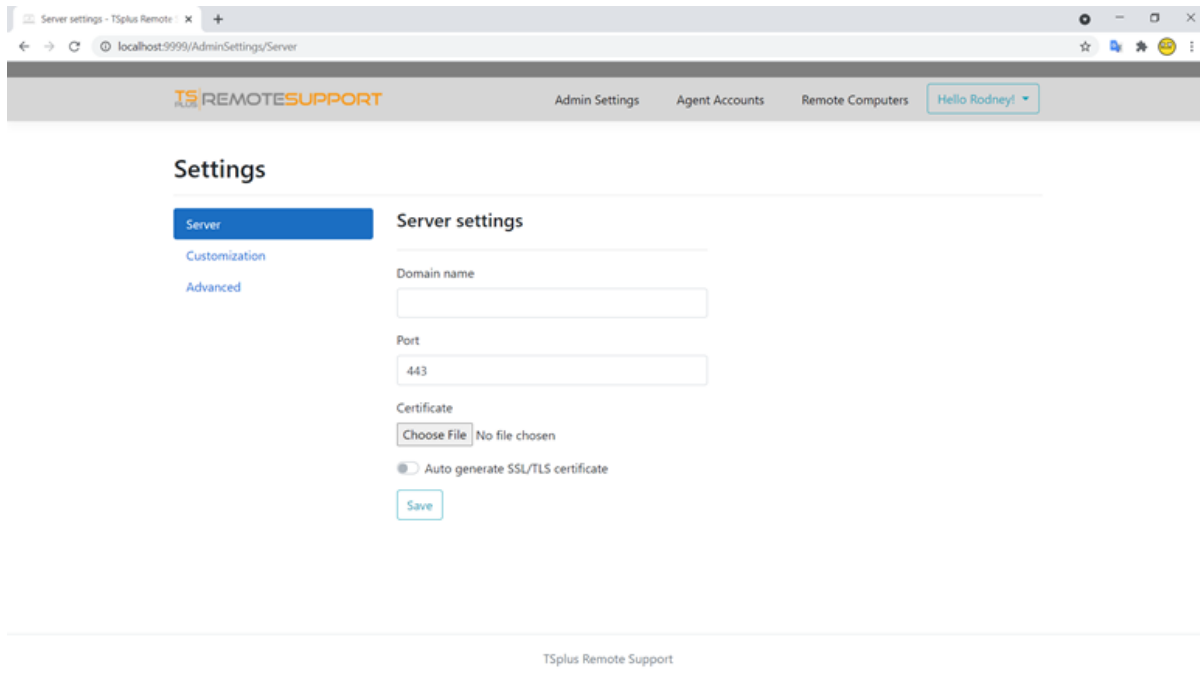 Server settings - TSplus Remote
localhost:9999/AdminSettings/Server
TS PLUS REMOTESUPPORT
Admin Settings
Agent Accounts
Remote Computers
Hello Rodney!
Settings
Server
Customization
Advanced
Server settings
Domain name
Port
443
Certificate
Choose File No file chosen
Auto generate SSL/TLS certificate
Save
TSplus Remote Support